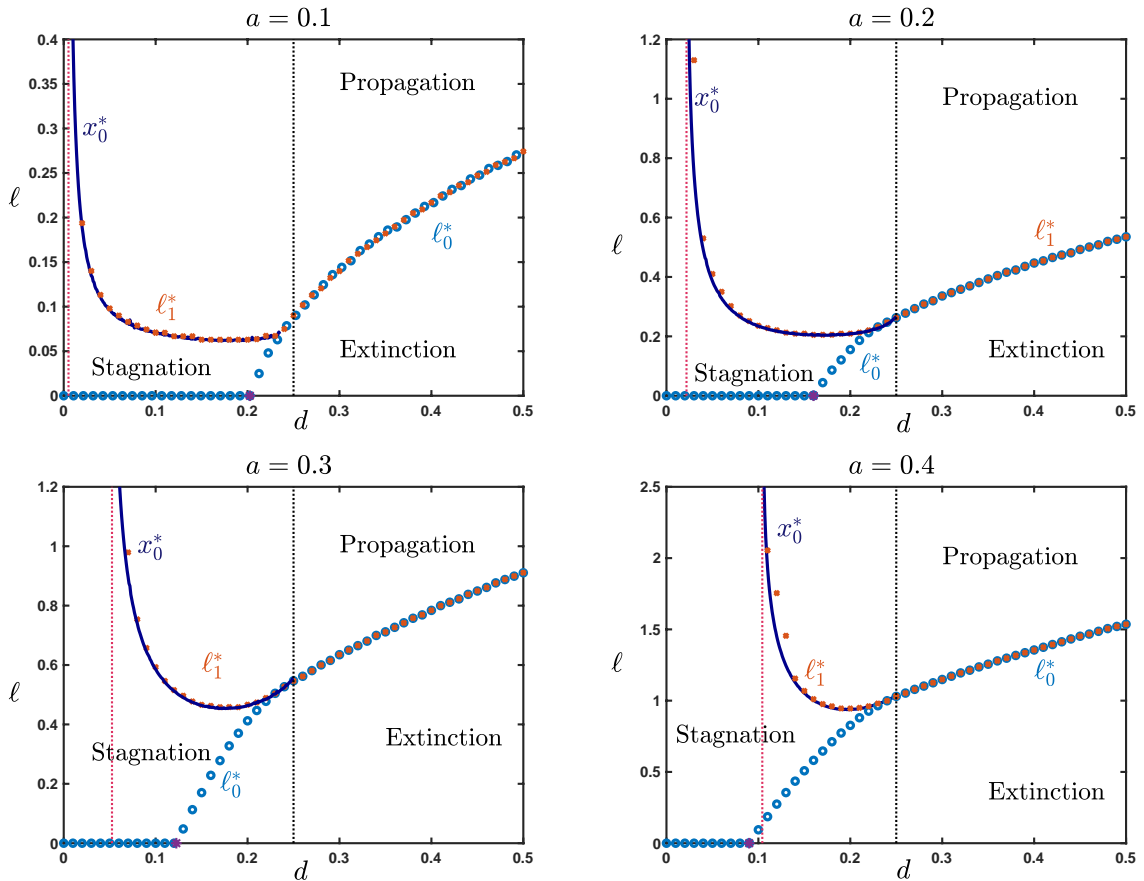 a = 0.1
0.4
0.35
0.3
0.25
0.2
0.15
0.1
0.05
0
ℓ
x₀*
ℓ₁*
ℓ₀*
Propagation
Stagnation
Extinction
0 0.1 0.2 0.3 0.4 0.5
d
a = 0.2
1.2
1
0.8
0.6
0.4
0.2
0
ℓ
x₀*
ℓ₁*
ℓ₀*
Propagation
Stagnation
Extinction
0 0.1 0.2 0.3 0.4 0.5
d
a = 0.3
1.2
1
0.8
0.6
0.4
0.2
0
ℓ
x₀*
ℓ₁*
ℓ₀*
Propagation
Stagnation
Extinction
0 0.1 0.2 0.3 0.4 0.5
d
a = 0.4
2.5
2
1.5
1
0.5
0
ℓ
x₀*
ℓ₁*
ℓ₀*
Propagation
Stagnation
Extinction
0 0.1 0.2 0.3 0.4 0.5
d